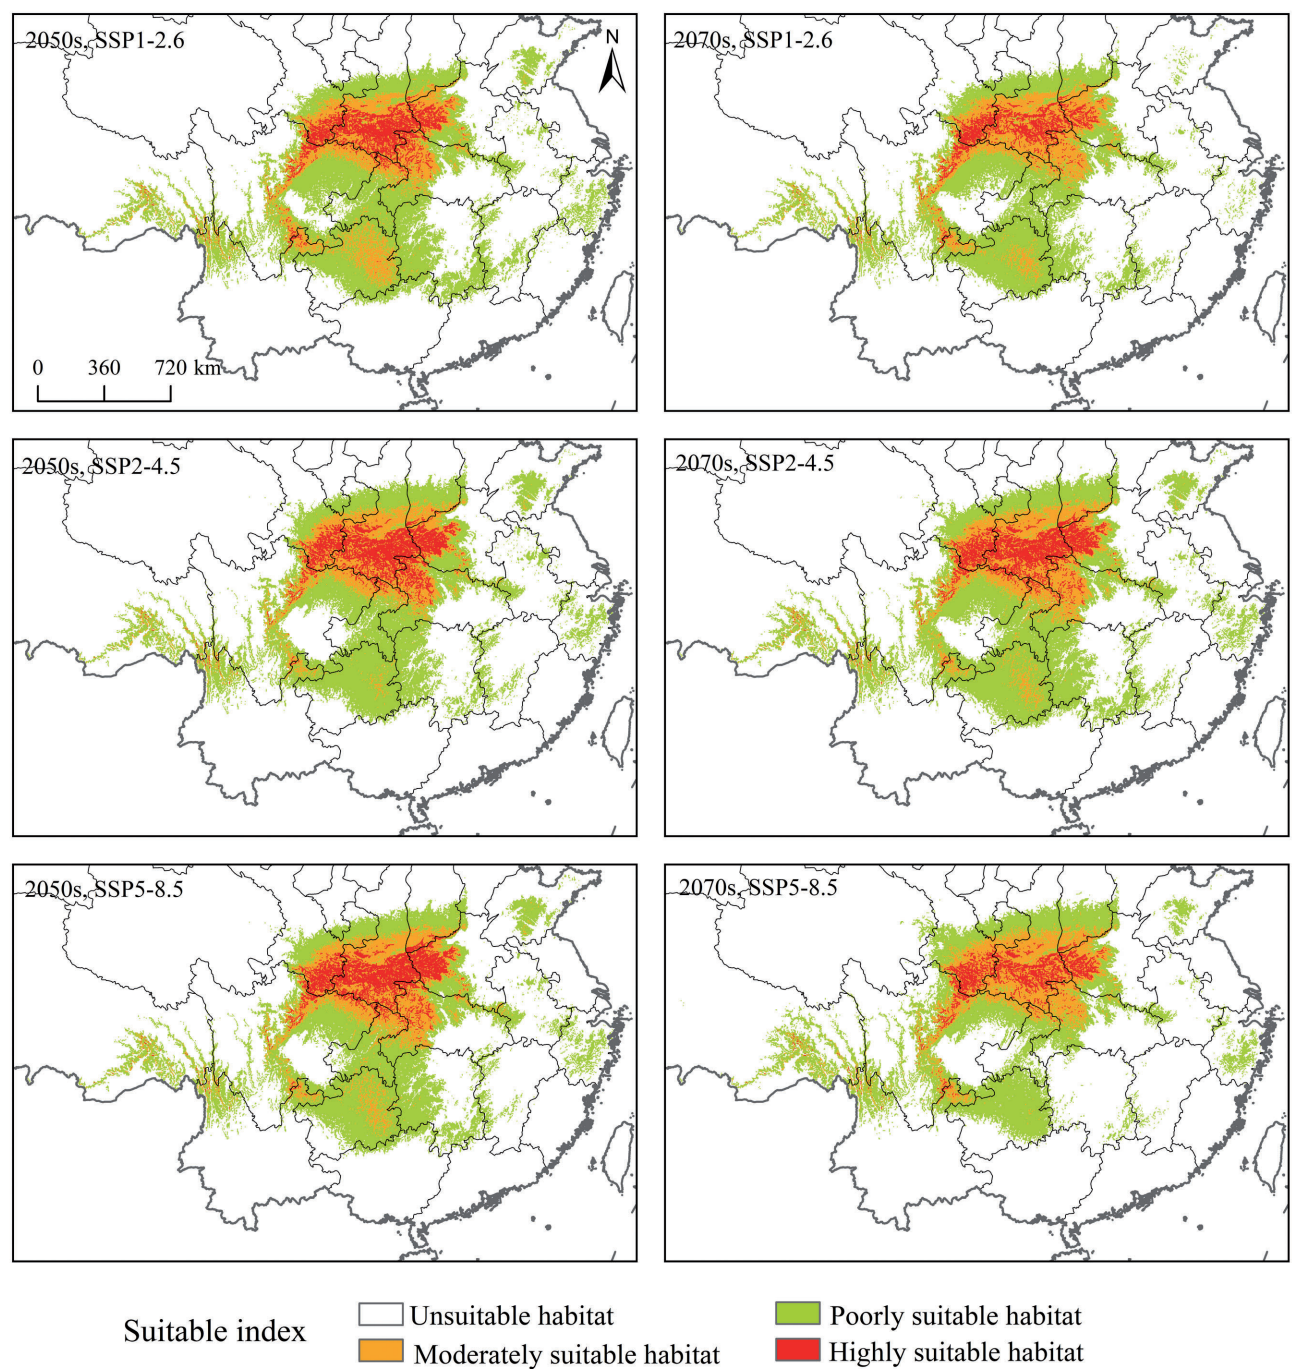 2050s, SSP1-2.6
N
2070s, SSP1-2.6
0 360 720 km
2050s, SSP2-4.5
2070s, SSP2-4.5
2050s, SSP5-8.5
2070s, SSP5-8.5
Suitable index
Unsuitable habitat
Poorly suitable habitat
Moderately suitable habitat
Highly suitable habitat